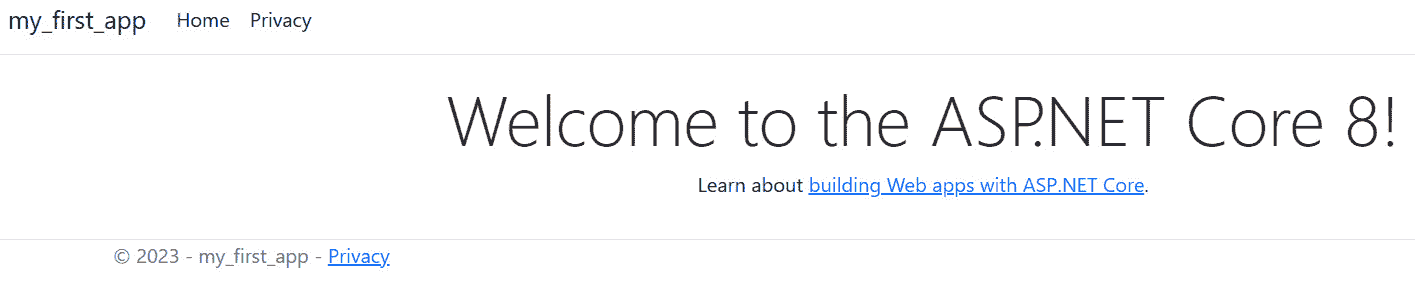 my_first_app Home Privacy
Welcome to the ASP.NET Core 8!
Learn about building Web apps with ASP.NET Core.
© 2023 - my_first_app - Privacy